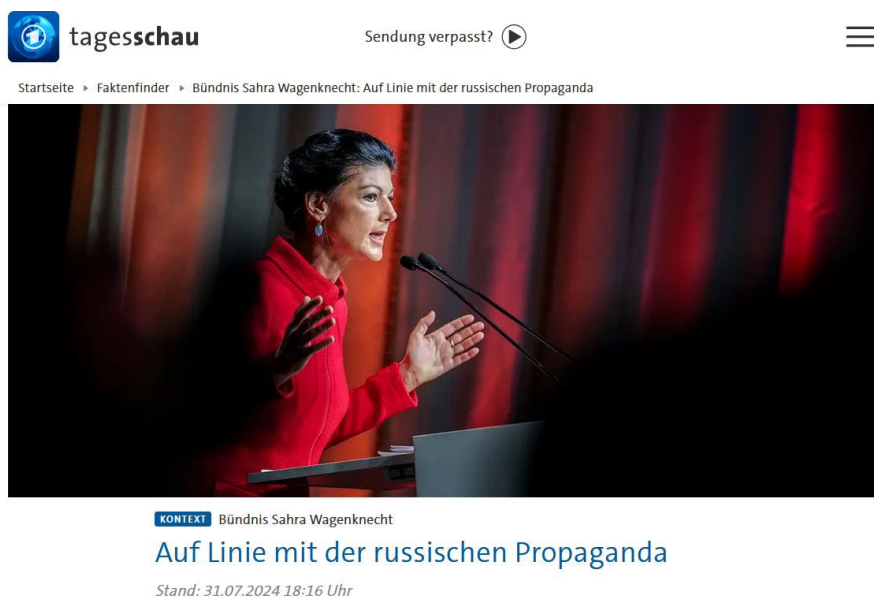 tagesschau
Sendung verpasst?
Startseite ▸ Faktenfinder ▸ Bündnis Sahra Wagenknecht: Auf Linie mit der russischen Propaganda
KONTEXT Bündnis Sahra Wagenknecht
Auf Linie mit der russischen Propaganda
Stand: 31.07.2024 18:16 Uhr